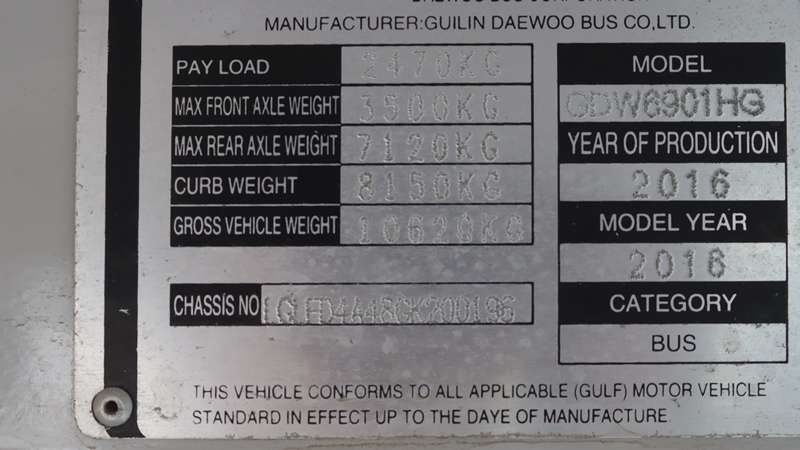 DAEWOO BUS CORPORATION
MANUFACTURER:GUILIN DAEWOO BUS CO,LTD.
PAY LOAD 2470KG
MAX FRONT AXLE WEIGHT 3500KG
MAX REAR AXLE WEIGHT 7120KG
CURB WEIGHT 8150KG
GROSS VEHICLE WEIGHT 10620KG
CHASSIS NO
MODEL
GDW6901HG
YEAR OF PRODUCTION
2016
MODEL YEAR
2016
CATEGORY
BUS
THIS VEHICLE CONFORMS TO ALL APPLICABLE (GULF) MOTOR VEHICLE
STANDARD IN EFFECT UP TO THE DAYE OF MANUFACTURE